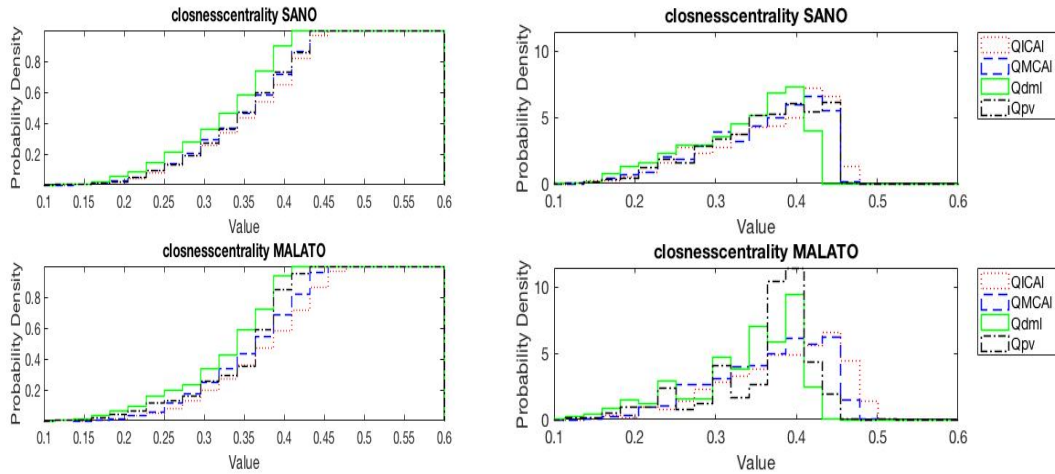 closnesscentrality SANO
Probability Density
0.8
0.6
0.4
0.2
0.1 0.15 0.2 0.25 0.3 0.35 0.4 0.45 0.5 0.55 0.6
Value
closnesscentrality SANO
Probability Density
10
5
0
0.1 0.2 0.3 0.4 0.5 0.6
Value
QICAI
QMCAI
Qdml
Qpv
closnesscentrality MALATO
Probability Density
0.8
0.6
0.4
0.2
0.1 0.15 0.2 0.25 0.3 0.35 0.4 0.45 0.5 0.55 0.6
Value
closnesscentrality MALATO
Probability Density
10
5
0
0.1 0.2 0.3 0.4 0.5 0.6
Value
QICAI
QMCAI
Qdml
Qpv